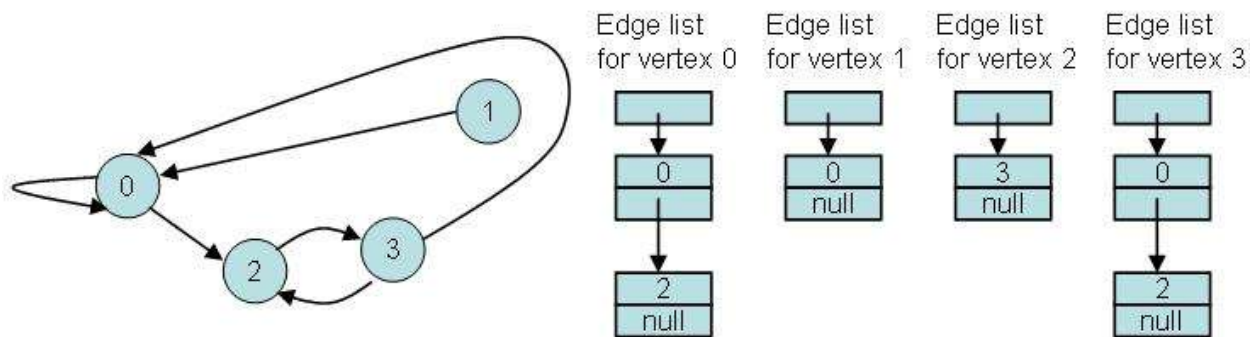 Edge list
for vertex 0
Edge list
for vertex 1
Edge list
for vertex 2
Edge list
for vertex 3
1
0
3
2
0
2
null
0
null
3
null
0
2
null